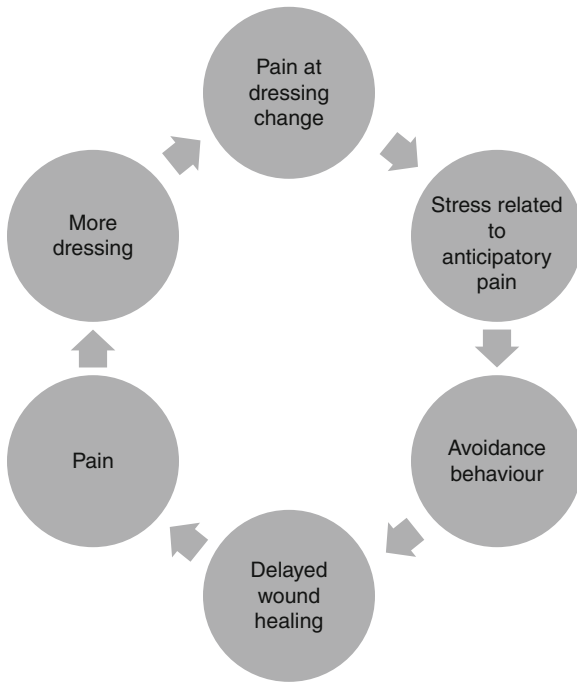 Pain at
dressing
change
Stress related
to
anticipatory
pain
Avoidance
behaviour
Delayed
wound
healing
Pain
More
dressing